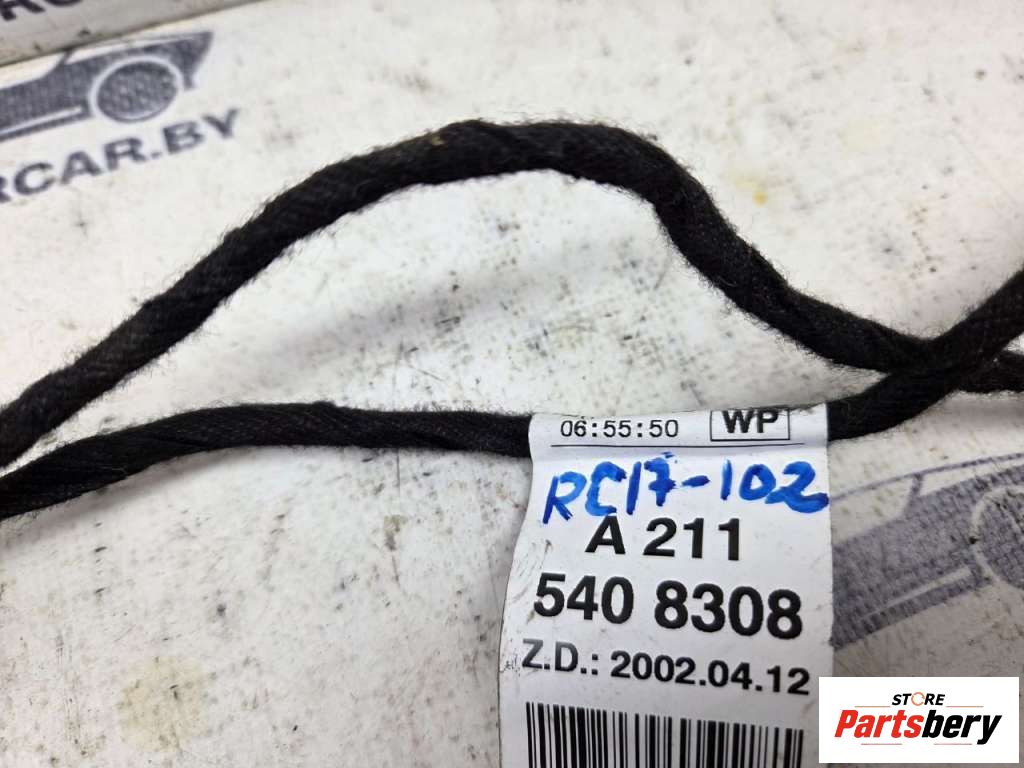 RCAR.BY
06:55:50 WP
RC17-102
A 211
540 8308
Z.D.: 2002.04.12
STORE
Partsbery